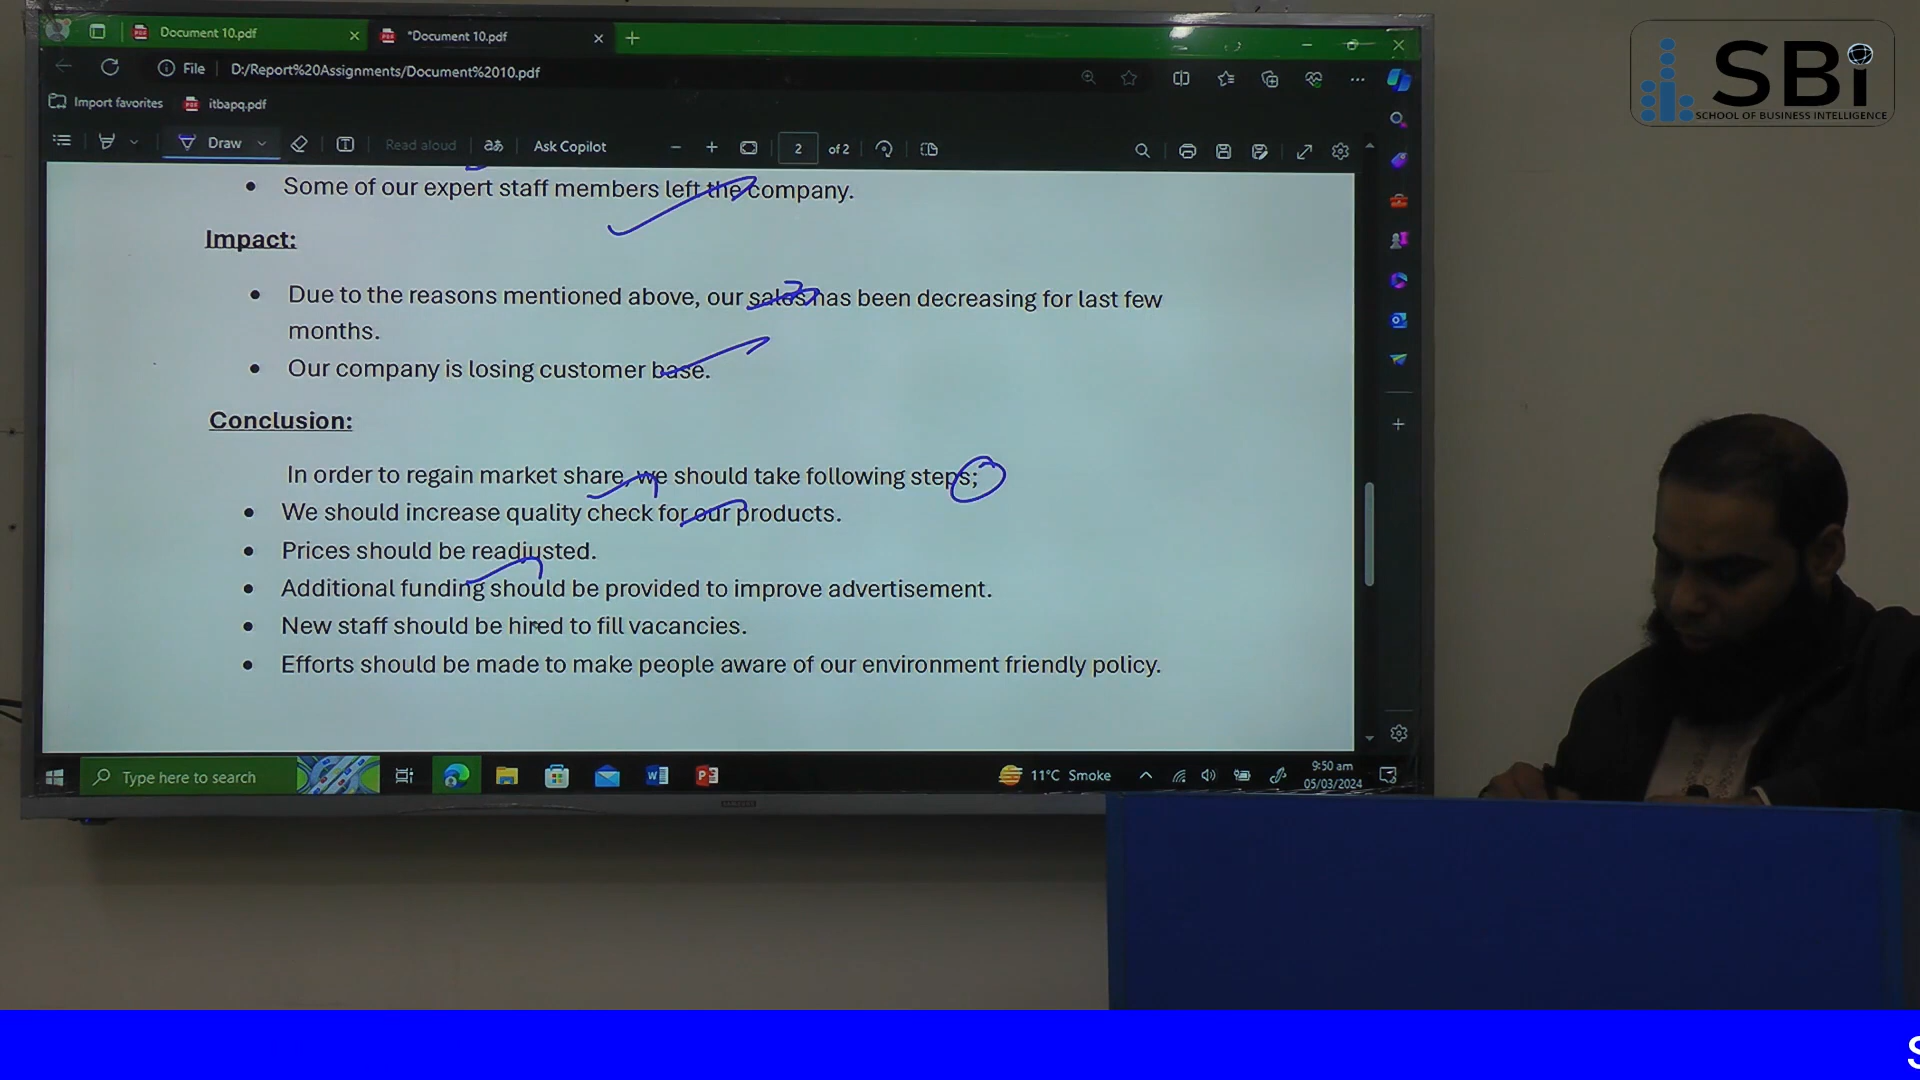 Document 10.pdf
*Document 10.pdf
File
D:/Report%20Assignments/Document%2010.pdf
Import favorites
itbapq.pdf
Draw
Read aloud
aあ
Ask Copilot
2
of 2
• Some of our expert staff members left the company.
Impact:
• Due to the reasons mentioned above, our sales has been decreasing for last few
months.
• Our company is losing customer base.
Conclusion:
In order to regain market share, we should take following steps;
• We should increase quality check for our products.
• Prices should be readjusted.
• Additional funding should be provided to improve advertisement.
• New staff should be hired to fill vacancies.
• Efforts should be made to make people aware of our environment friendly policy.
Type here to search
11°C Smoke
9:50 am
05/03/2024
SAMSUNG
SBi
SCHOOL OF BUSINESS INTELLIGENCE
S